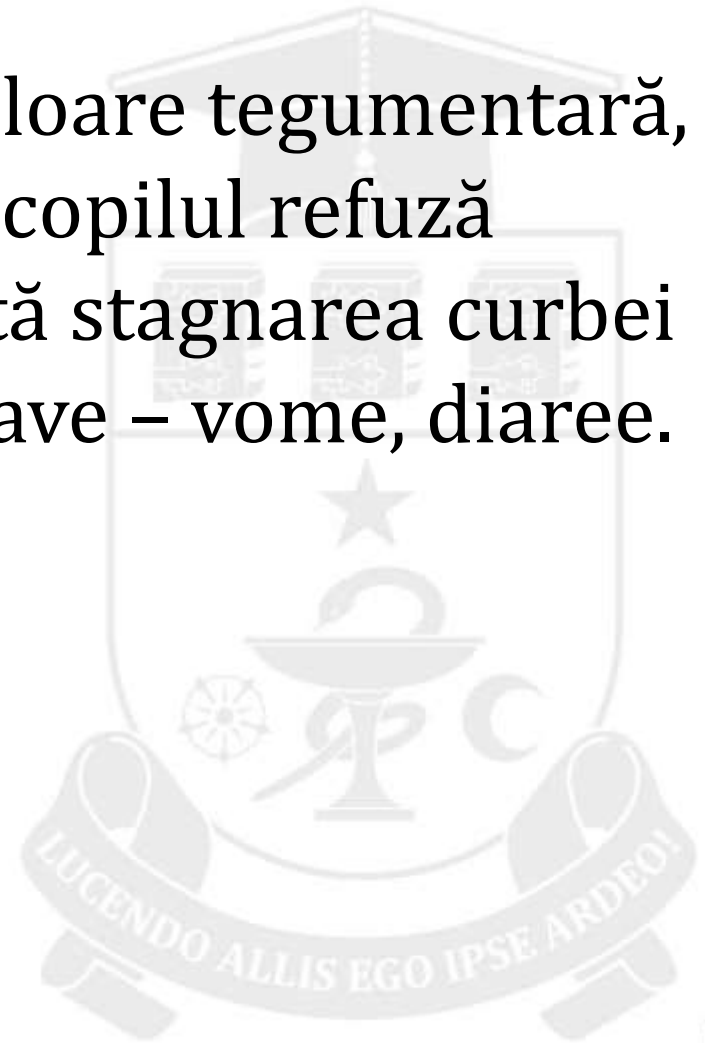 loare tegumentară,
copilul refuză
tă stagnarea curbei
ave – vome, diaree.
LUCENDO ALLIS EGO IPSE ARDEO!